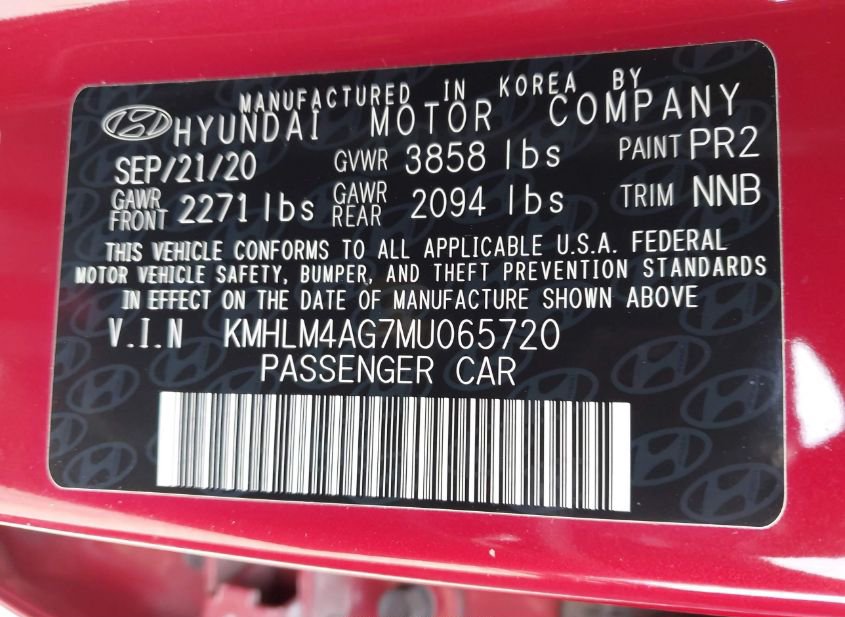 MANUFACTURED IN KOREA BY
HYUNDAI MOTOR COMPANY
SEP/21/20 GVWR 3858 lbs PAINT PR2
GAWR FRONT 2271 lbs GAWR REAR 2094 lbs TRIM NNB
THIS VEHICLE CONFORMS TO ALL APPLICABLE U.S.A. FEDERAL
MOTOR VEHICLE SAFETY, BUMPER, AND THEFT PREVENTION STANDARDS
IN EFFECT ON THE DATE OF MANUFACTURE SHOWN ABOVE
V.I.N KMHLM4AG7MU065720
PASSENGER CAR